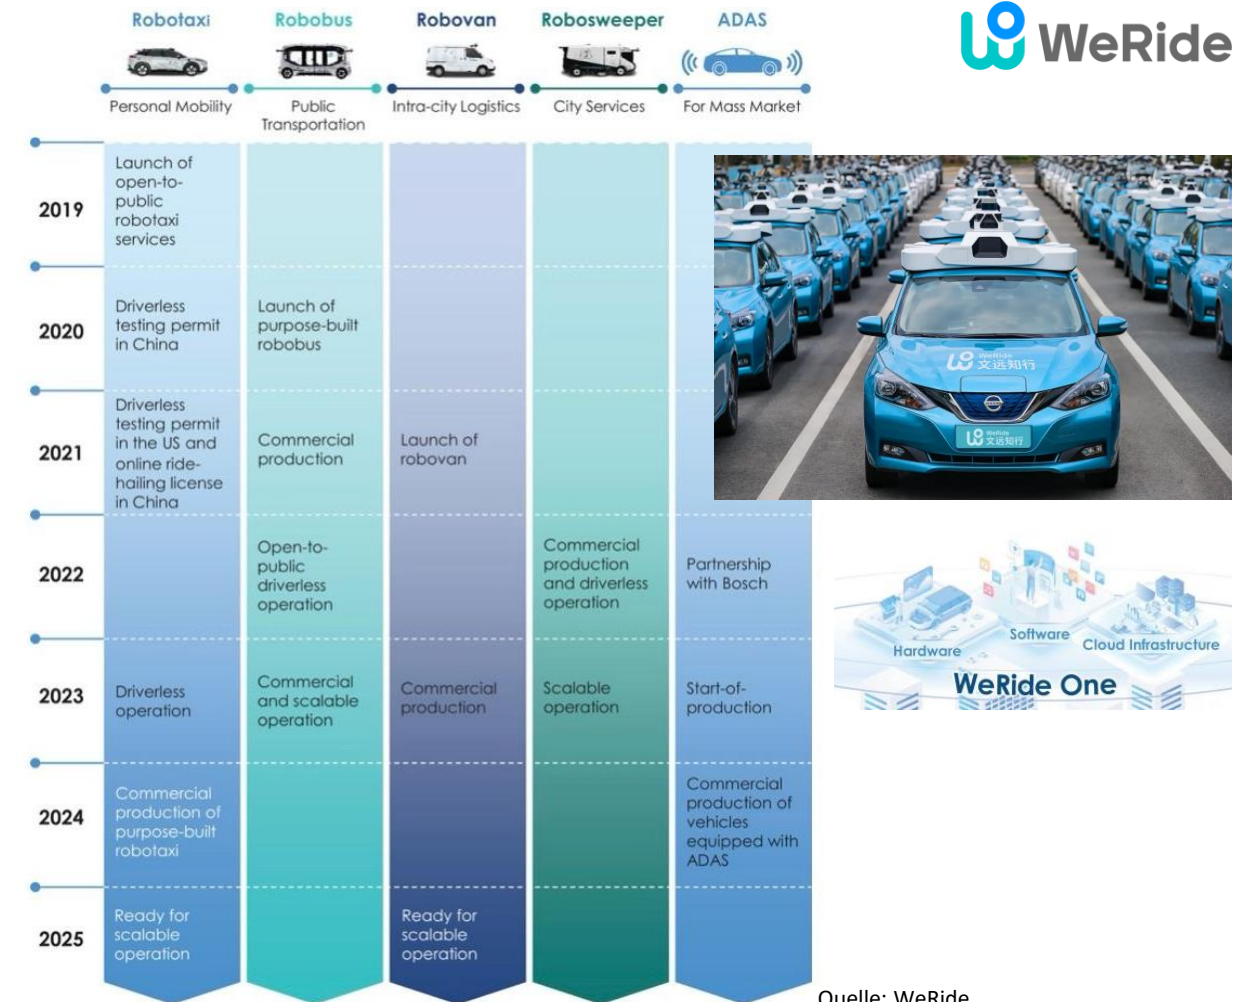 Robotaxi
Robobus
Robovan
Robosweeper
ADAS
WeRide
Personal Mobility
Public
Transportation
Intra-city Logistics
City Services
For Mass Market
2019
Launch of
open-to-
public
robotaxi
services
2020
Driverless
testing permit
in China
Launch of
purpose-built
robobus
2021
Driverless
testing permit
in the US and
online ride-
hailing license
in China
Commercial
production
Launch of
robovan
WeRide
文远知行
WeRide
文远知行
2022
Open-to-
public
driverless
operation
Commercial
production
and driverless
operation
Partnership
with Bosch
Hardware
Software
Cloud Infrastructure
WeRide One
2023
Driverless
operation
Commercial
and scalable
operation
Commercial
production
Scalable
operation
Start-of-
production
2024
Commercial
production of
purpose-built
robotaxi
Commercial
production of
vehicles
equipped with
ADAS
2025
Ready for
scalable
operation
Ready for
scalable
operation
Quelle: WeRide